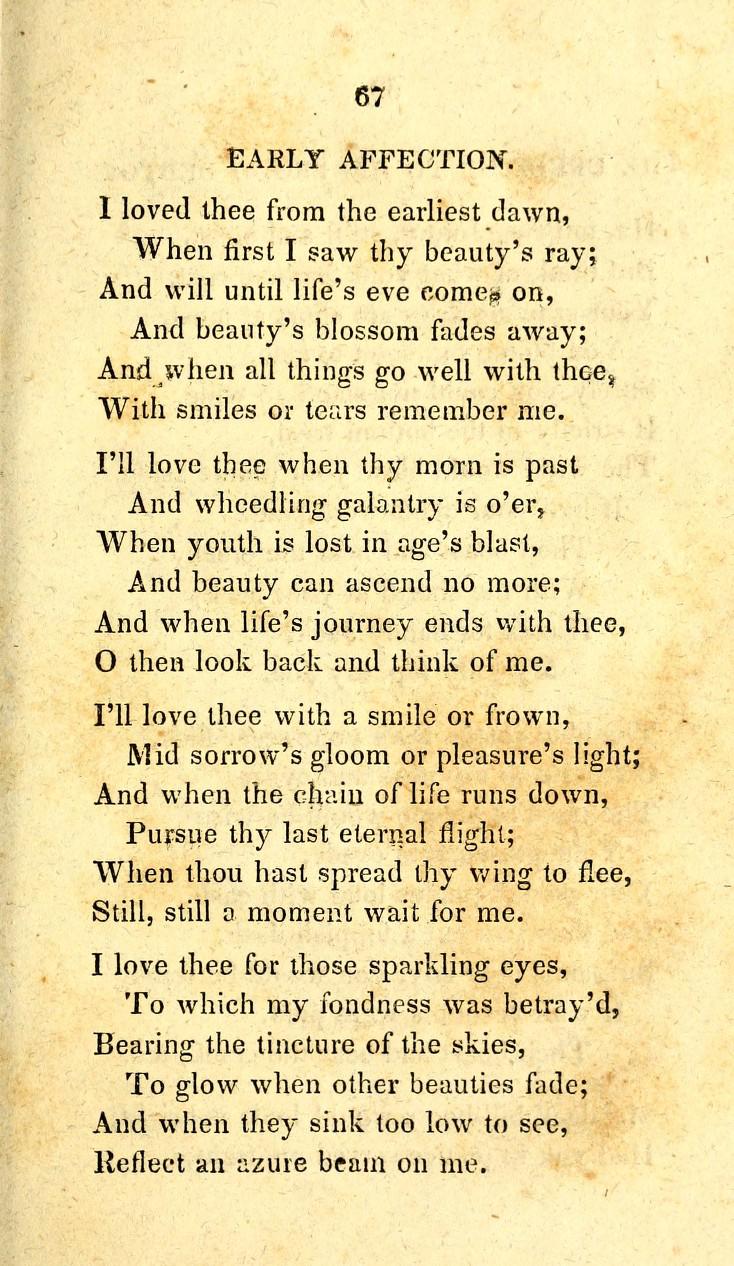 67
EARLY AFFECTION.
I loved thee from the earliest dawn,
When first I saw thy beauty's ray;
And will until life's eve comes on,
And beauty's blossom fades away;
And when all things go well with thee,
With smiles or tears remember me.
I'll love thee when thy morn is past
And wheedling galantry is o'er,
When youth is lost in age's blast,
And beauty can ascend no more;
And when life's journey ends with thee,
O then look back and think of me.
I'll love thee with a smile or frown,
Mid sorrow's gloom or pleasure's light;
And when the chain of life runs down,
Pursue thy last eternal flight;
When thou hast spread thy wing to flee,
Still, still a moment wait for me.
I love thee for those sparkling eyes,
To which my fondness was betray'd,
Bearing the tincture of the skies,
To glow when other beauties fade;
And when they sink too low to see,
Reflect an azure beam on me.